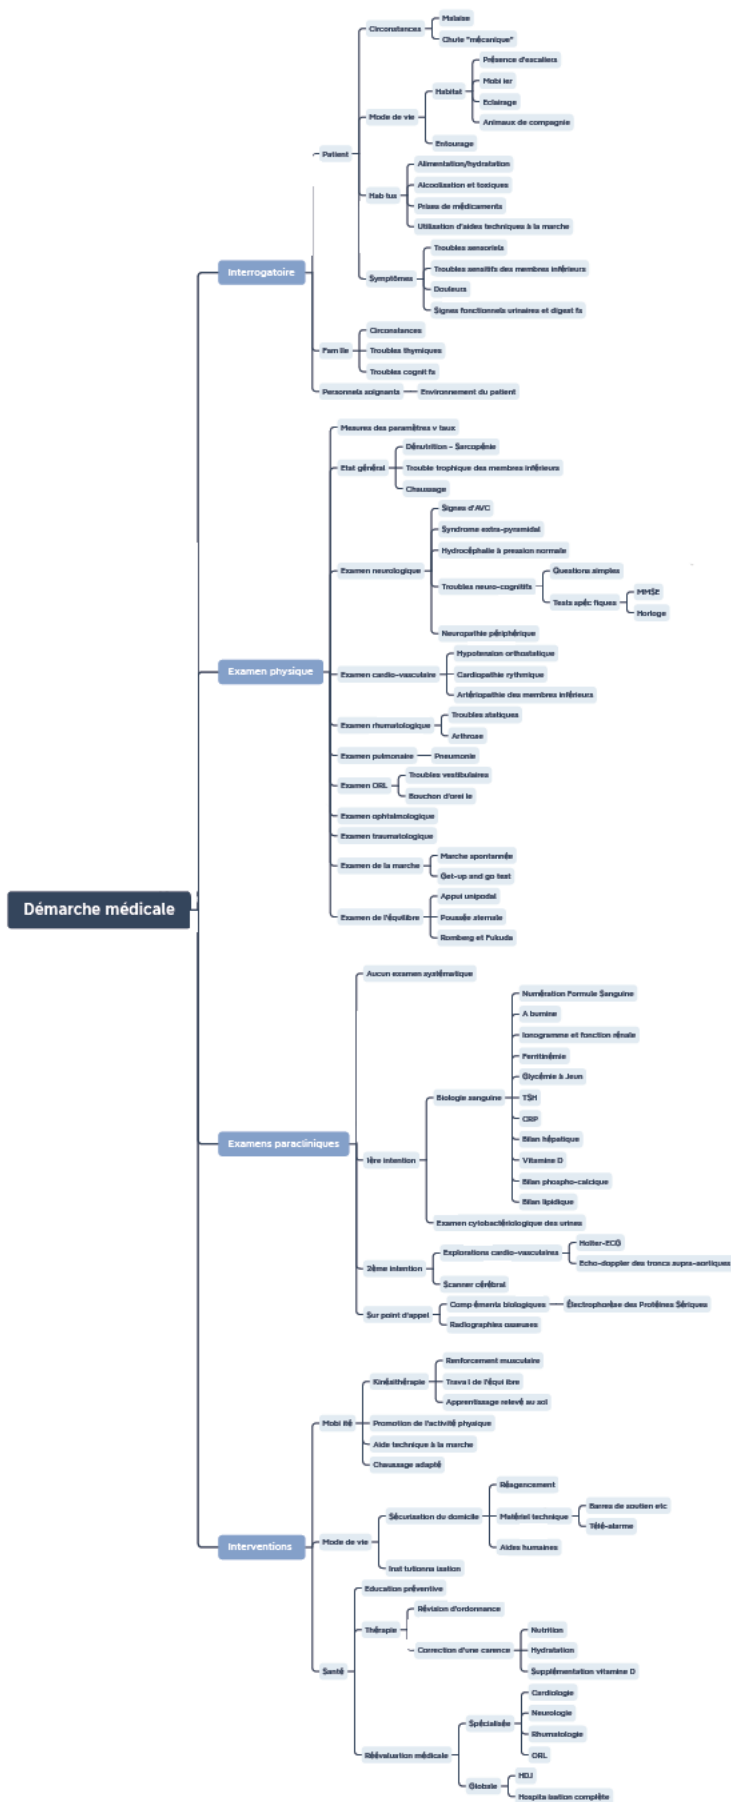 Démarche médicale
Interrogatoire
Patient
Circonstances
Malaise
Chute "mécanique"
Mode de vie
Habitat
Présence d'escaliers
Mobilier
Eclairage
Animaux de compagnie
Entourage
Habitus
Alimentation/hydratation
Alcoolisation et toxiques
Prises de médicaments
Utilisation d'aides techniques à la marche
Symptômes
Troubles sensoriels
Troubles sensitifs des membres inférieurs
Douleurs
Signes fonctionnels urinaires et digestifs
Famille
Circonstances
Troubles thymiques
Troubles cognitifs
Personnels soignants
Environnement du patient
Examen physique
Mesures des paramètres vitaux
Etat général
Dénutrition – Sarcopénie
Trouble trophique des membres inférieurs
Chaussage
Examen neurologique
Signes d'AVC
Syndrome extra-pyramidal
Hydrocéphalie à pression normale
Troubles neuro-cognitifs
Questions simples
Tests spécifiques
MMSE
Horloge
Neuropathie périphérique
Examen cardio-vasculaire
Hypotension orthostatique
Cardiopathie rythmique
Artériopathie des membres inférieurs
Examen rhumatologique
Troubles statiques
Arthrose
Examen pulmonaire
Pneumonie
Examen ORL
Troubles vestibulaires
Bouchon d'oreille
Examen ophtalmologique
Examen traumatologique
Examen de la marche
Marche spontannée
Get-up and go test
Examen de l'équilibre
Appui unipodal
Poussée sternale
Romberg et Fukuda
Examens paracliniques
Aucun examen systématique
1ère intention
Biologie sanguine
Numération Formule Sanguine
Albumine
Ionogramme et fonction rénale
Ferritinémie
Glycémie à Jeun
TSH
CRP
Bilan hépatique
Vitamine D
Bilan phospho-calcique
Bilan lipidique
Examen cytobactériologique des urines
2ème intention
Explorations cardio-vasculaires
Holter-ECG
Echo-doppler des troncs supra-aortiques
Scanner cérébral
Sur point d'appel
Compléments biologiques
Électrophorèse des Protéines Sériques
Radiographies osseuses
Interventions
Mobilité
Kinésithérapie
Renforcement musculaire
Travail de l'équilibre
Apprentissage relevé au sol
Promotion de l'activité physique
Aide technique à la marche
Chaussage adapté
Mode de vie
Sécurisation du domicile
Réagencement
Matériel technique
Barres de soutien etc
Télé-alarme
Aides humaines
Institutionnalisation
Santé
Education préventive
Thérapie
Révision d'ordonnance
Correction d'une carence
Nutrition
Hydratation
Supplémentation vitamine D
Réévaluation médicale
Spécialisée
Cardiologie
Neurologie
Rhumatologie
ORL
Globale
HDJ
Hospitalisation complète